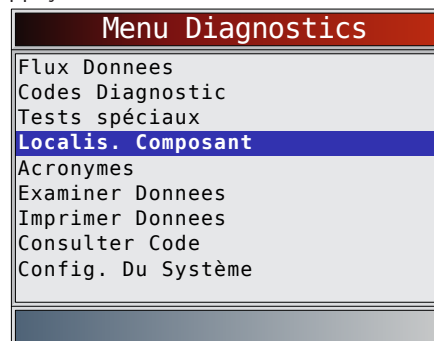 Menu Diagnostics
Flux Donnees
Codes Diagnostic
Tests spéciaux
Localis. Composant
Acronymes
Examiner Donnees
Imprimer Donnees
Consulter Code
Config. Du Système